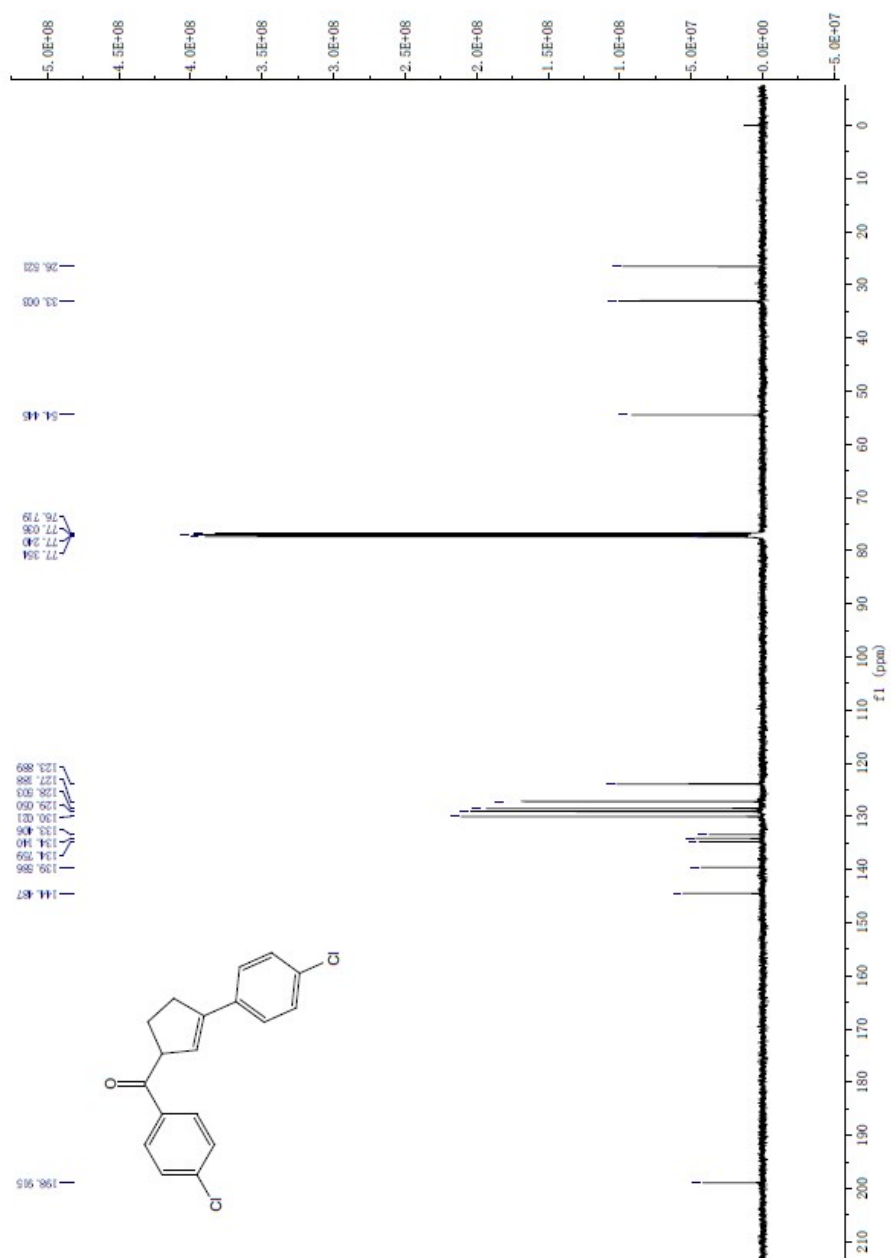 198.915
144.487
139.586
134.759
134.140
133.406
130.021
129.050
128.503
127.188
123.889
77.354
77.240
77.036
76.719
54.445
33.003
26.523
5.0E+08
4.5E+08
4.0E+08
3.5E+08
3.0E+08
2.5E+08
2.0E+08
1.5E+08
1.0E+08
5.0E+07
0.0E+00
-5.0E+07
O
Cl
Cl
210 200 190 180 170 160 150 140 130 120 110 100 90 80 70 60 50 40 30 20 10 0
f1 (ppm)